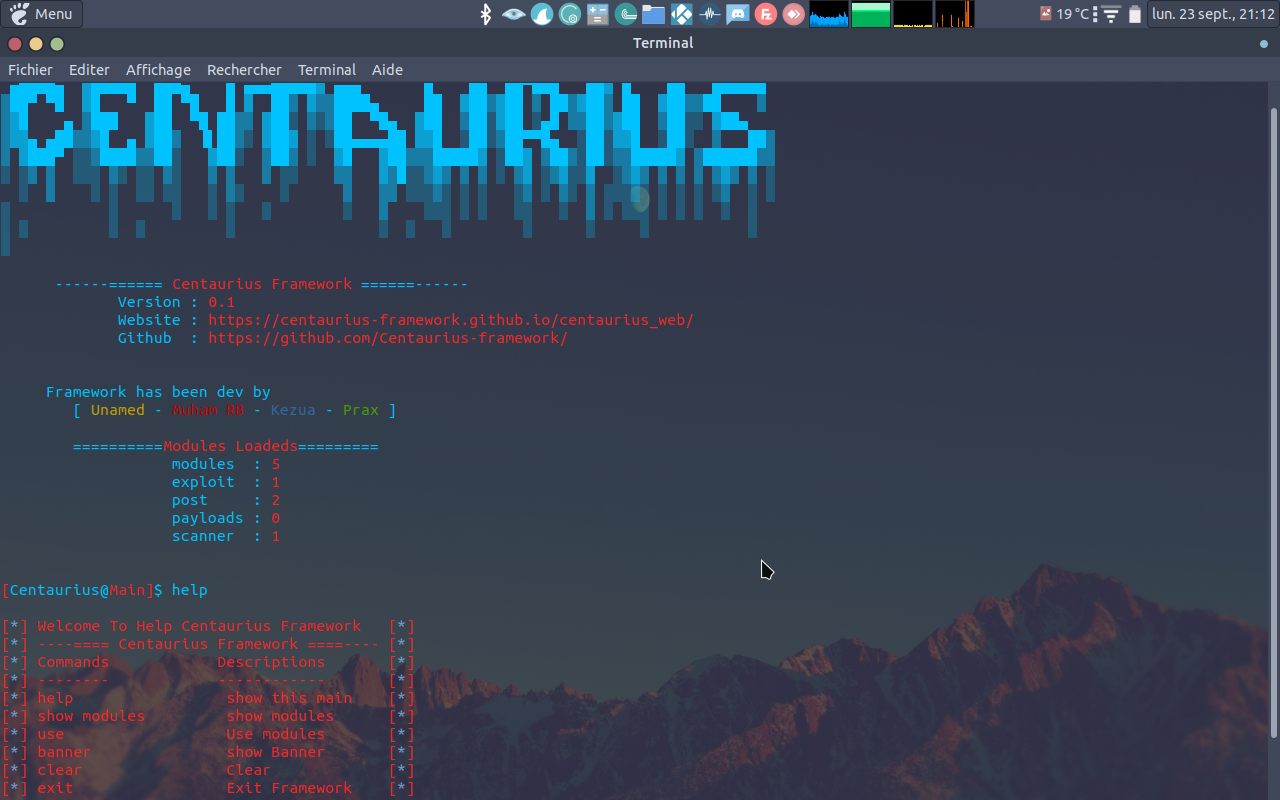 Menu
19 °C
lun. 23 sept., 21:12
Terminal
Fichier Editer Affichage Rechercher Terminal Aide
CENTAURIUS
------====== Centaurius Framework ======------
Version : 0.1
Website : https://centaurius-framework.github.io/centaurius_web/
Github : https://github.com/Centaurius-framework/
Framework has been dev by
[ Unamed - Muham RB - Kezua - Prax ]
==========Modules Loadeds=========
modules : 5
exploit : 1
post : 2
payloads : 0
scanner : 1
[Centaurius@Main]$ help
[*] Welcome To Help Centaurius Framework [*]
[*] ----==== Centaurius Framework ====---- [*]
[*] Commands Descriptions [*]
[*] -------- ------------ [*]
[*] help show this main [*]
[*] show modules show modules [*]
[*] use Use modules [*]
[*] banner show Banner [*]
[*] clear Clear [*]
[*] exit Exit Framework [*]